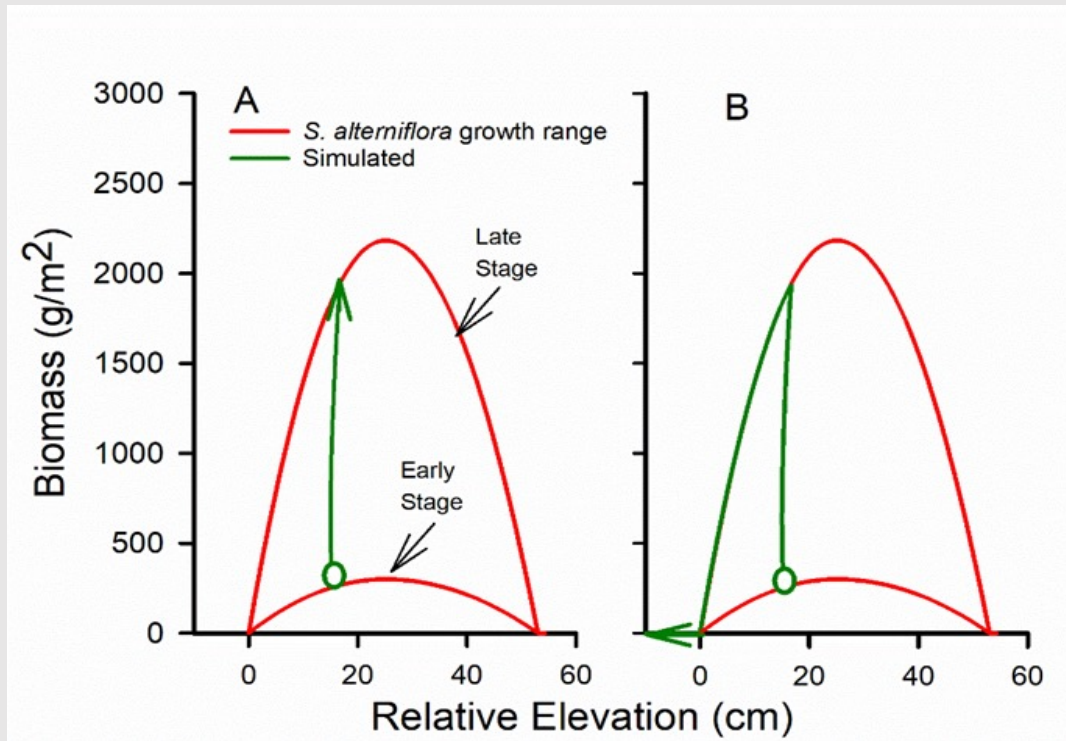 A
B
S. alterniflora growth range
Simulated
Late
Stage
Early
Stage
3000
2500
2000
1500
1000
500
0
Biomass (g/m2)
0 20 40 60
0 20 40 60
Relative Elevation (cm)